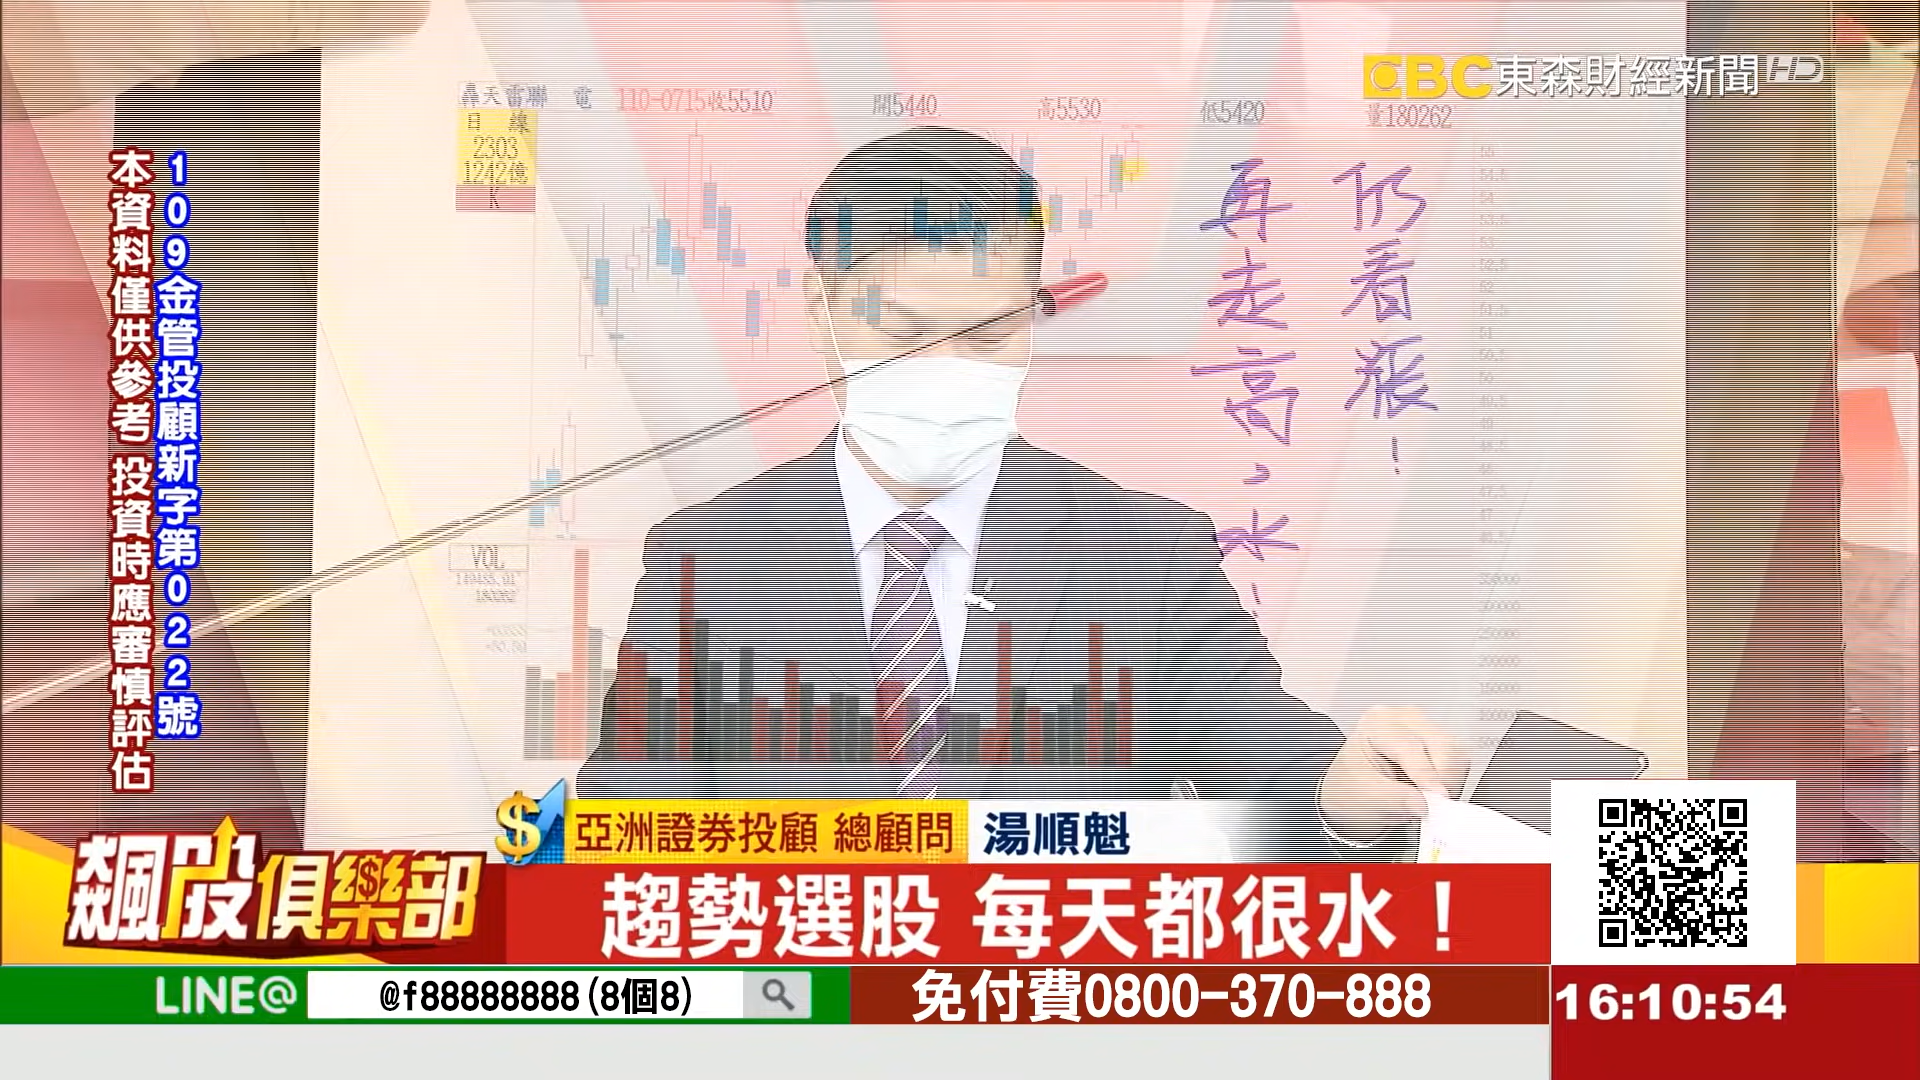 EBC東森財經新聞HD
聯 電 110-0715收5510 開5440 高5530 低5420 量180262
日 線
2303
1242億
K
仍看漲!
再走高,水!
VOL
180262
109金管投顧新字第022號
本資料僅供參考 投資時應審慎評估
亞洲證券投顧 總顧問 湯順魁
飆股俱樂部
趨勢選股 每天都很水!
LINE@ @f88888888(8個8) 免付費0800-370-888
16:10:54